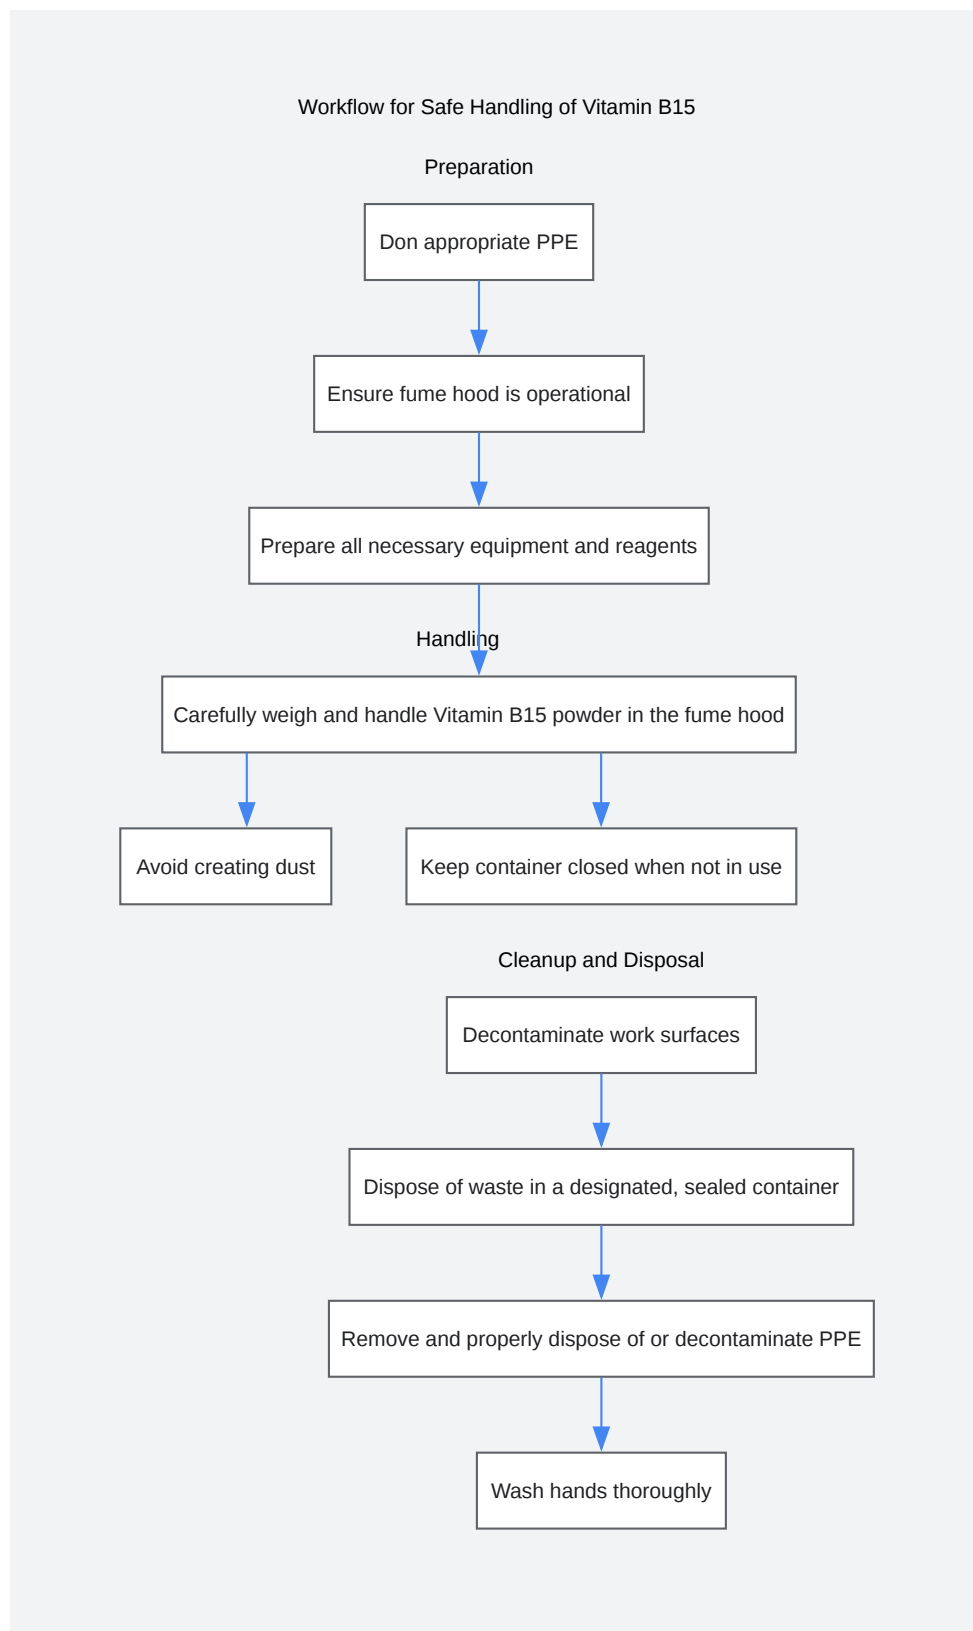 Workflow for Safe Handling of Vitamin B15
Preparation
Don appropriate PPE
Ensure fume hood is operational
Prepare all necessary equipment and reagents
Handling
Carefully weigh and handle Vitamin B15 powder in the fume hood
Avoid creating dust
Keep container closed when not in use
Cleanup and Disposal
Decontaminate work surfaces
Dispose of waste in a designated, sealed container
Remove and properly dispose of or decontaminate PPE
Wash hands thoroughly